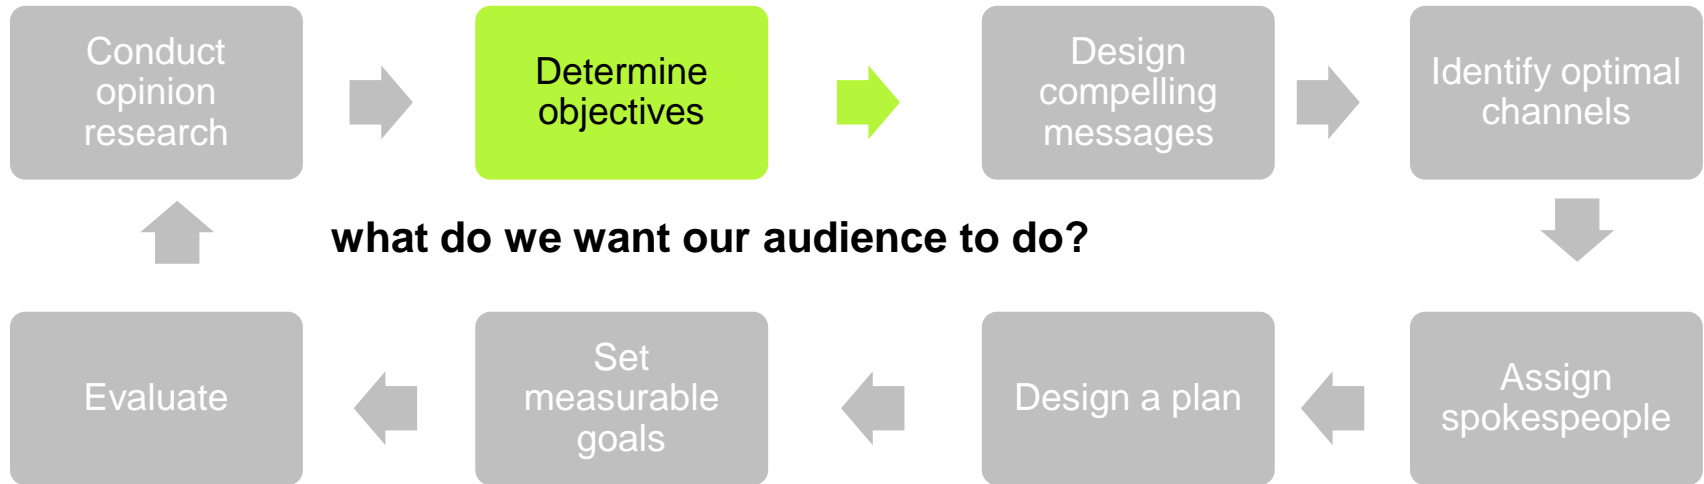 Conduct
opinion
research
Determine
objectives
Design
compelling
messages
Identify optimal
channels
what do we want our audience to do?
Evaluate
Set
measurable
goals
Design a plan
Assign
spokespeople